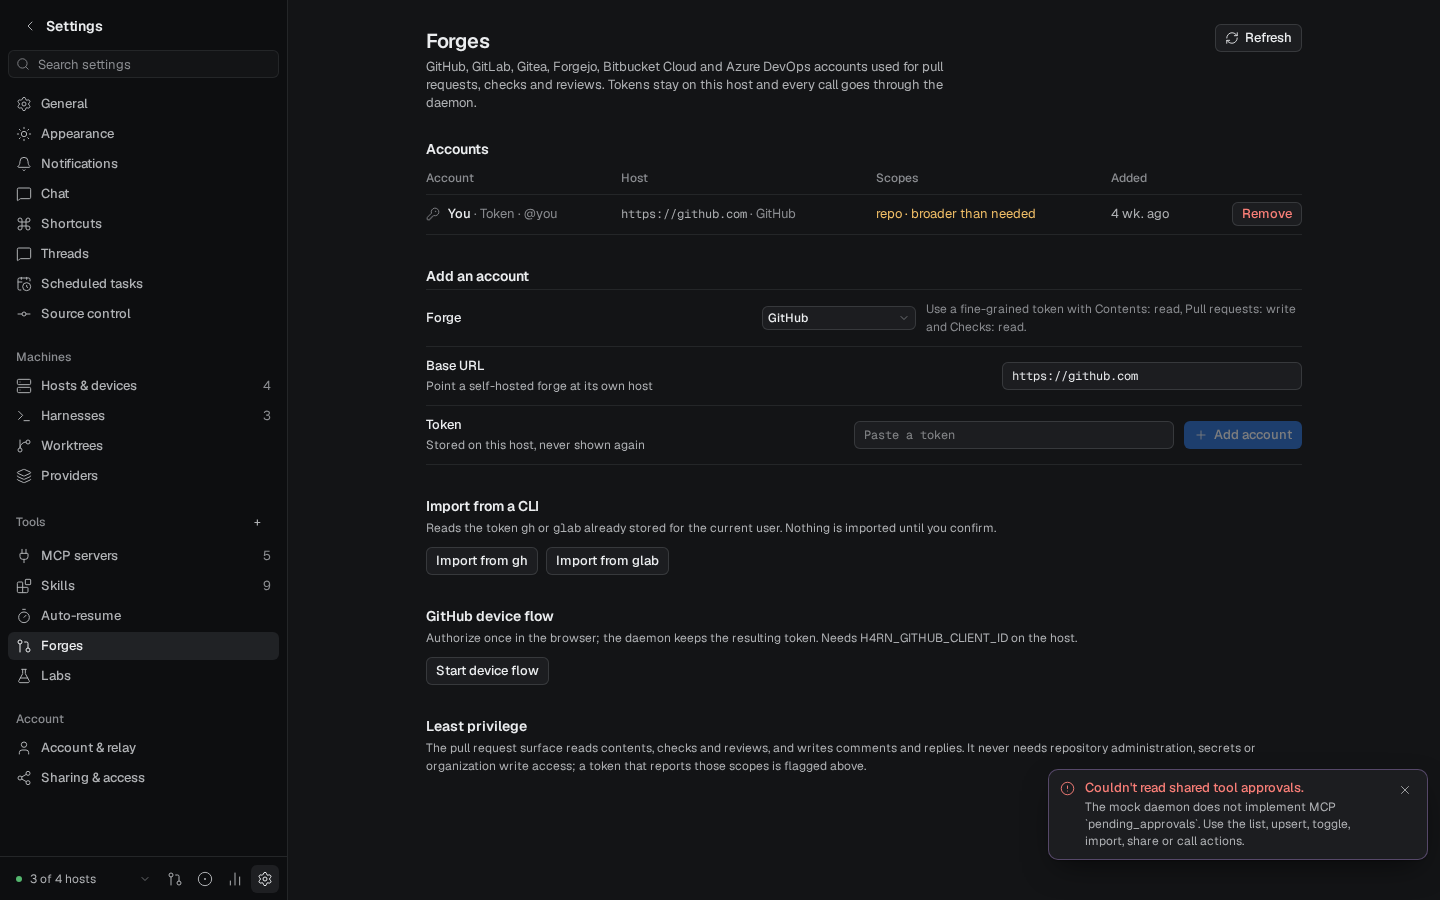 Settings
Search settings
General
Appearance
Notifications
Chat
Shortcuts
Threads
Scheduled tasks
Source control
Machines
Hosts & devices 4
Harnesses 3
Worktrees
Providers
Tools +
MCP servers 5
Skills 9
Auto-resume
Forges
Labs
Account
Account & relay
Sharing & access
3 of 4 hosts
Forges
Refresh
GitHub, GitLab, Gitea, Forgejo, Bitbucket Cloud and Azure DevOps accounts used for pull
requests, checks and reviews. Tokens stay on this host and every call goes through the
daemon.
Accounts
Account Host Scopes Added
You · Token · @you https://github.com · GitHub repo · broader than needed 4 wk. ago Remove
Add an account
Forge GitHub
Use a fine-grained token with Contents: read, Pull requests: write
and Checks: read.
Base URL
Point a self-hosted forge at its own host
https://github.com
Token
Stored on this host, never shown again
Paste a token
+ Add account
Import from a CLI
Reads the token gh or glab already stored for the current user. Nothing is imported until you confirm.
Import from gh Import from glab
GitHub device flow
Authorize once in the browser; the daemon keeps the resulting token. Needs H4RN_GITHUB_CLIENT_ID on the host.
Start device flow
Least privilege
The pull request surface reads contents, checks and reviews, and writes comments and replies. It never needs repository administration, secrets or
organization write access; a token that reports those scopes is flagged above.
Couldn't read shared tool approvals.
The mock daemon does not implement MCP
`pending_approvals`. Use the list, upsert, toggle,
import, share or call actions.